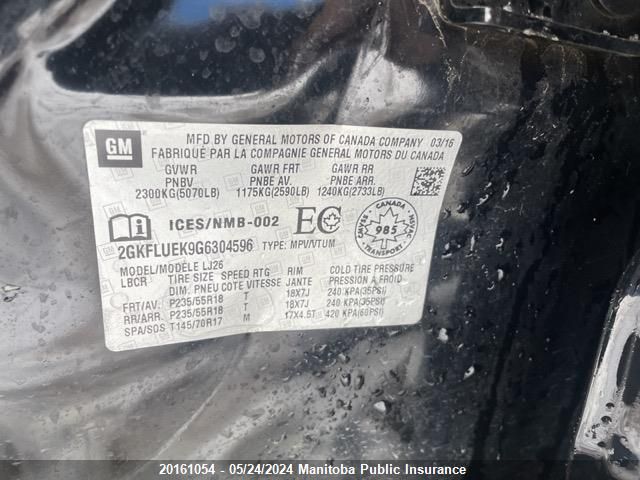 GM
MFD BY GENERAL MOTORS OF CANADA COMPANY 03/16
FABRIQUÉ PAR LA COMPAGNIE GENERAL MOTORS DU CANADA
GVWR GAWR FRT GAWR RR
PNBV PNBE AV. PNBE ARR.
2300KG(5070LB) 1175KG(2590LB) 1240KG(2733LB)
ICES/NMB-002 EC
CANADA
985
2GKFLUEK9G6304596 TYPE: MPV/VTUM
MODEL/MODÈLE LJ26
LBCR TIRE SIZE SPEED RTG RIM COLD TIRE PRESSURE
DIM. PNEU COTE VITESSE JANTE PRESSION A FROID
FRT/AV. P235/55R18 T 18X7J 240 KPA(35PSI)
RR/ARR. P235/55R18 T 18X7J 240 KPA(35PSI)
SPA/SOS T145/70R17 M 17X4.5T 420 KPA(60PSI)
20161054 - 05/24/2024 Manitoba Public Insurance